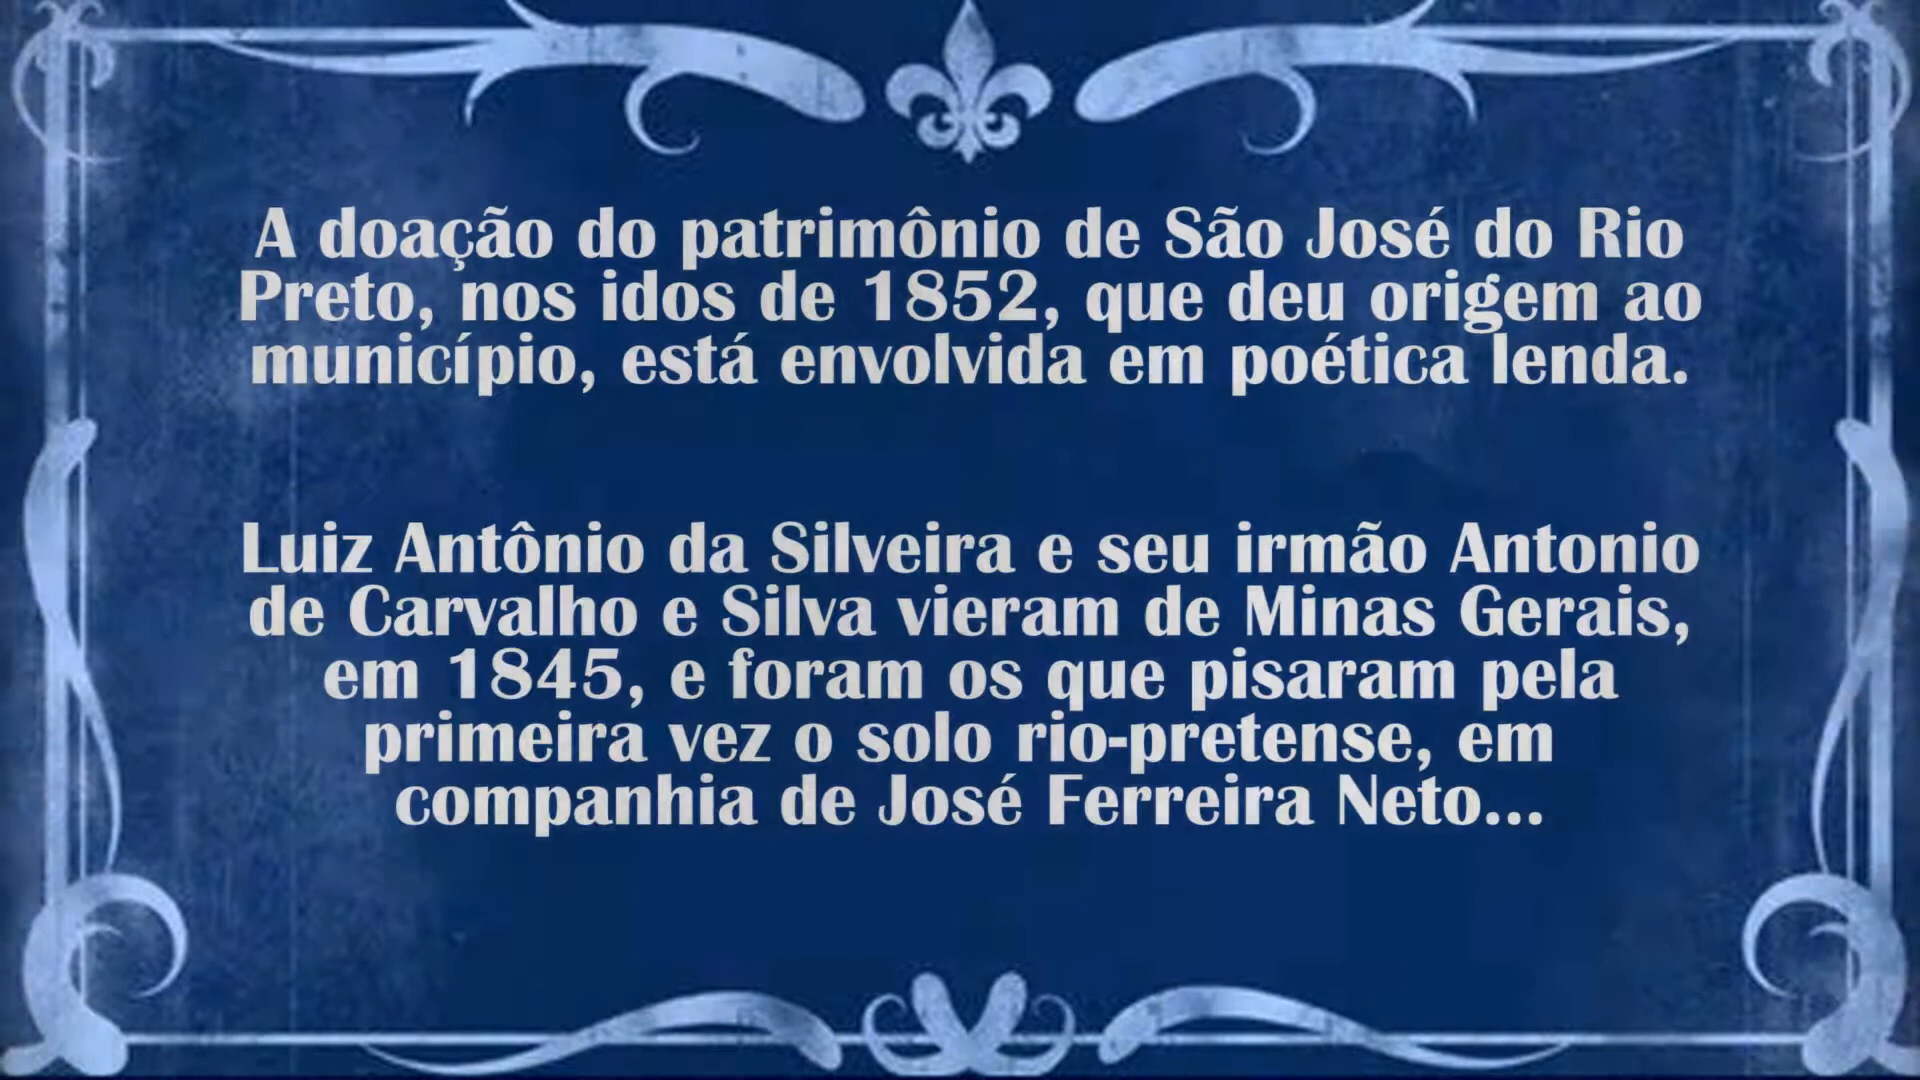 A doação do patrimônio de São José do Rio
Preto, nos idos de 1852, que deu origem ao
município, está envolvida em poética lenda.
Luiz Antônio da Silveira e seu irmão Antonio
de Carvalho e Silva vieram de Minas Gerais,
em 1845, e foram os que pisaram pela
primeira vez o solo rio-pretense, em
companhia de José Ferreira Neto...